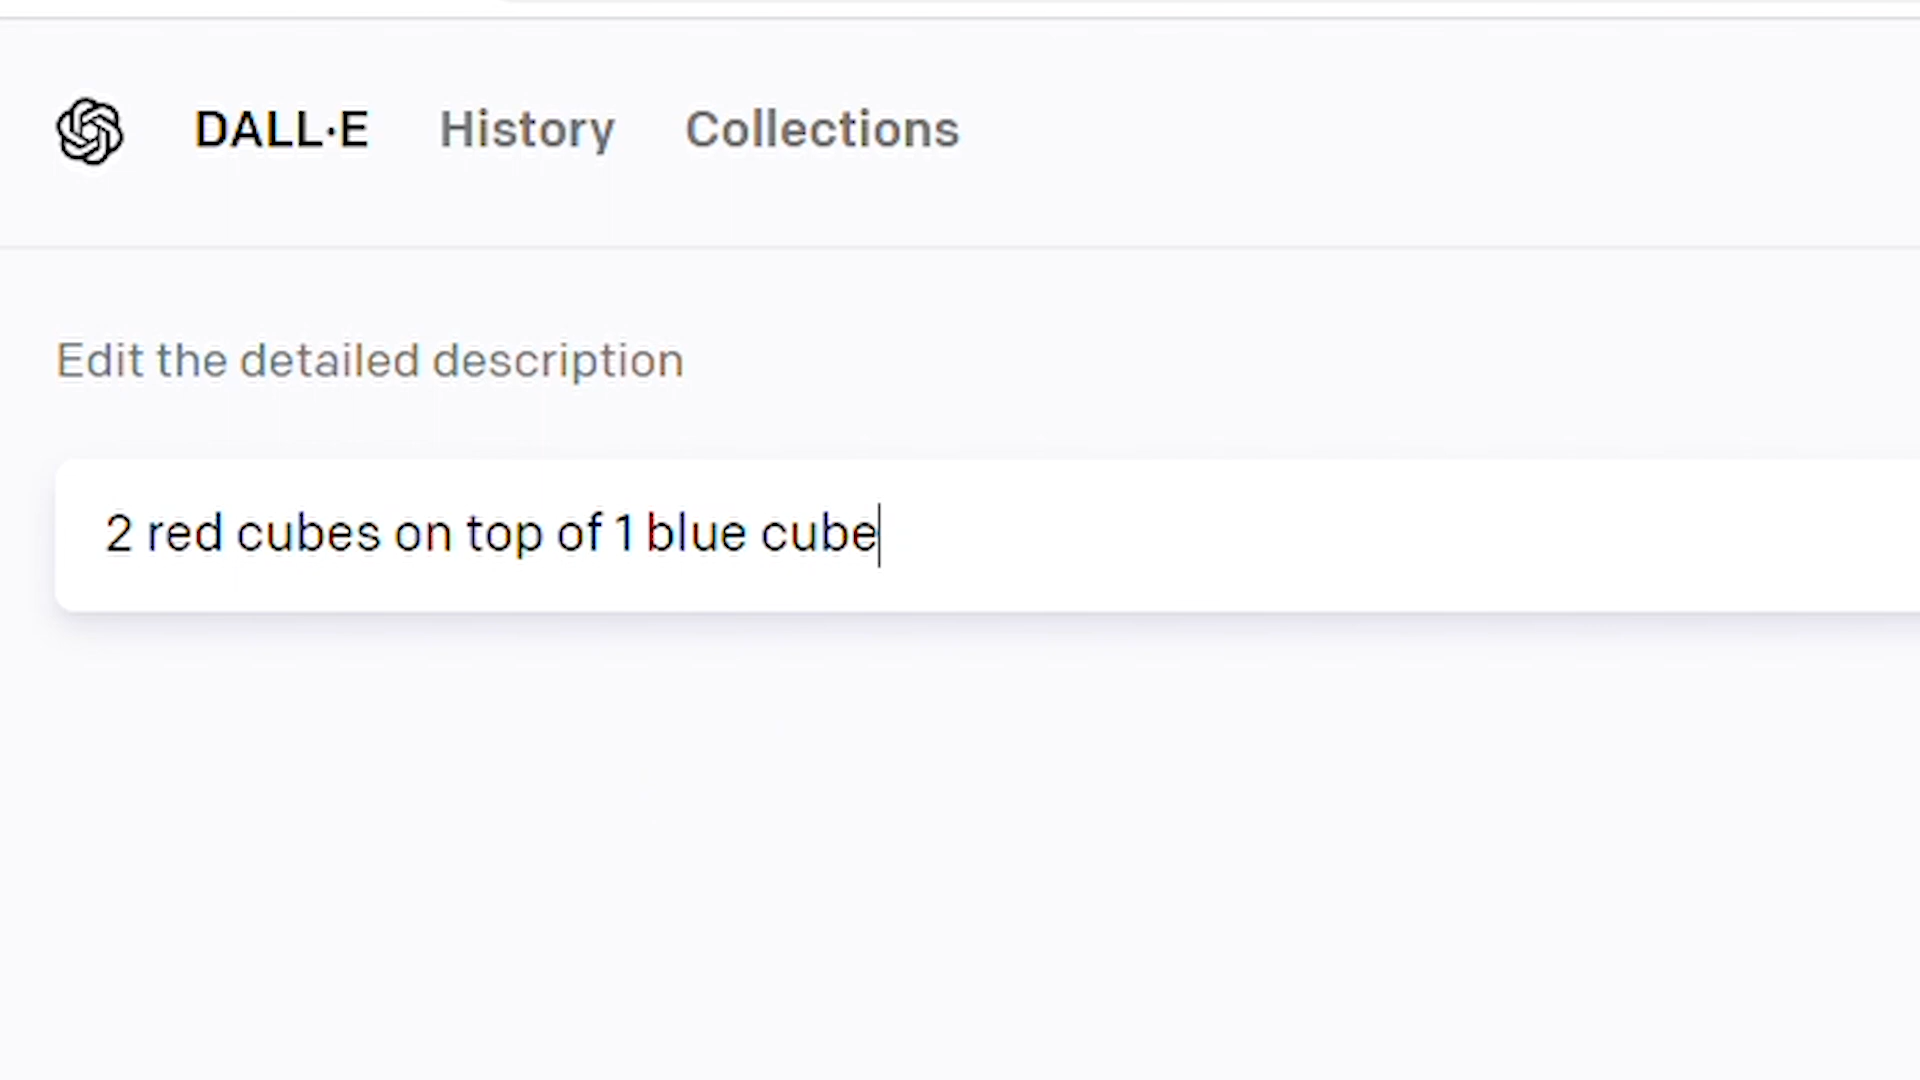 DALL·E History Collections
Edit the detailed description
2 red cubes on top of 1 blue cube